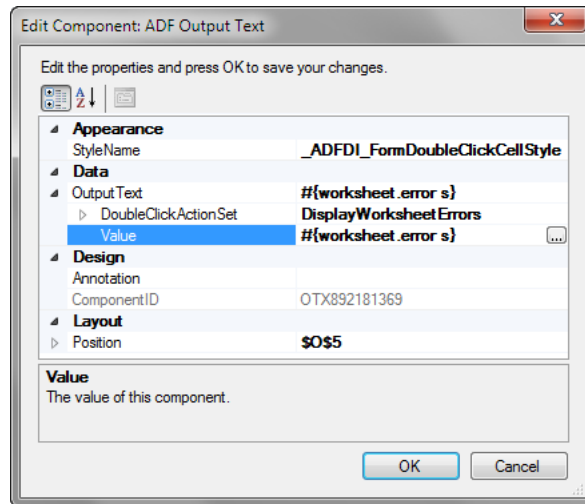 Edit Component: ADF Output Text
Edit the properties and press OK to save your changes.
Appearance
StyleName _ADFDI_FormDoubleClickCellStyle
Data
OutputText #{worksheet.error s}
DoubleClickActionSet DisplayWorksheetErrors
Value #{worksheet.error s} ...
Design
Annotation
ComponentID OTX892181369
Layout
Position $O$5
Value
The value of this component.
OK Cancel